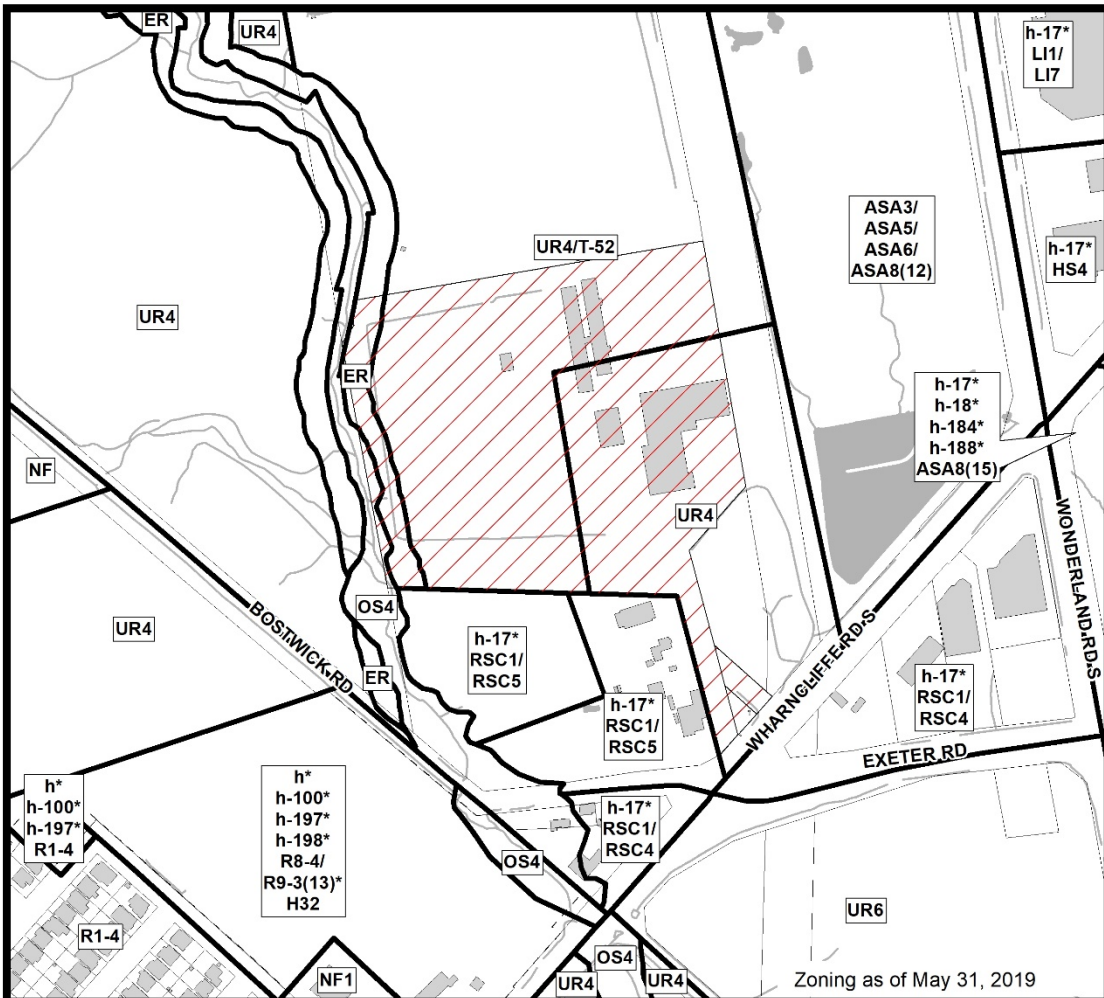 ER
UR4
h-17*
LI1/
LI7
ASA3/
ASA5/
ASA6/
ASA8(12)
UR4/T-52
h-17*
HS4
UR4
ER
h-17*
h-18*
h-184*
h-188*
ASA8(15)
NF
UR4
WONDERLAND RD S
OS4
BOSTWICK RD
UR4
h-17*
RSC1/
RSC5
WHARNCLIFFE RD S
ER
h-17*
RSC1/
RSC5
h-17*
RSC1/
RSC4
EXETER RD
h*
h-100*
h-197*
R1-4
h*
h-100*
h-197*
h-198*
R8-4/
R9-3(13)*
H32
h-17*
RSC1/
RSC4
OS4
UR6
R1-4
NF1
UR4
OS4
UR4
Zoning as of May 31, 2019